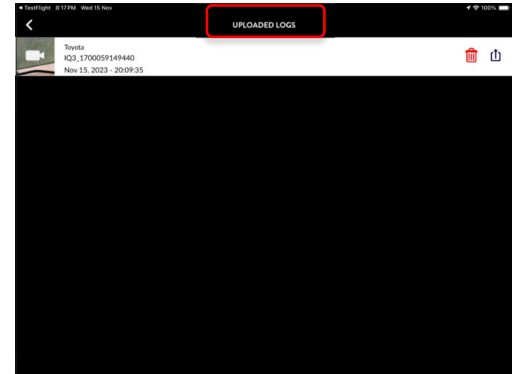 ◀ TestFlight 8:17 PM Wed 15 Nov 100%
UPLOADED LOGS
Toyota
IQ3_1700059149440
Nov 15, 2023 - 20:09:35